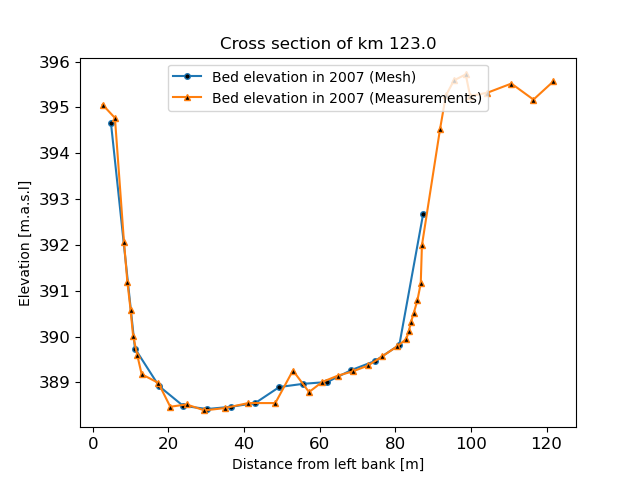 Cross section of km 123.0
Bed elevation in 2007 (Mesh)
Bed elevation in 2007 (Measurements)
396
395
394
393
392
391
390
389
Elevation [m.a.s.l]
0 20 40 60 80 100 120
Distance from left bank [m]